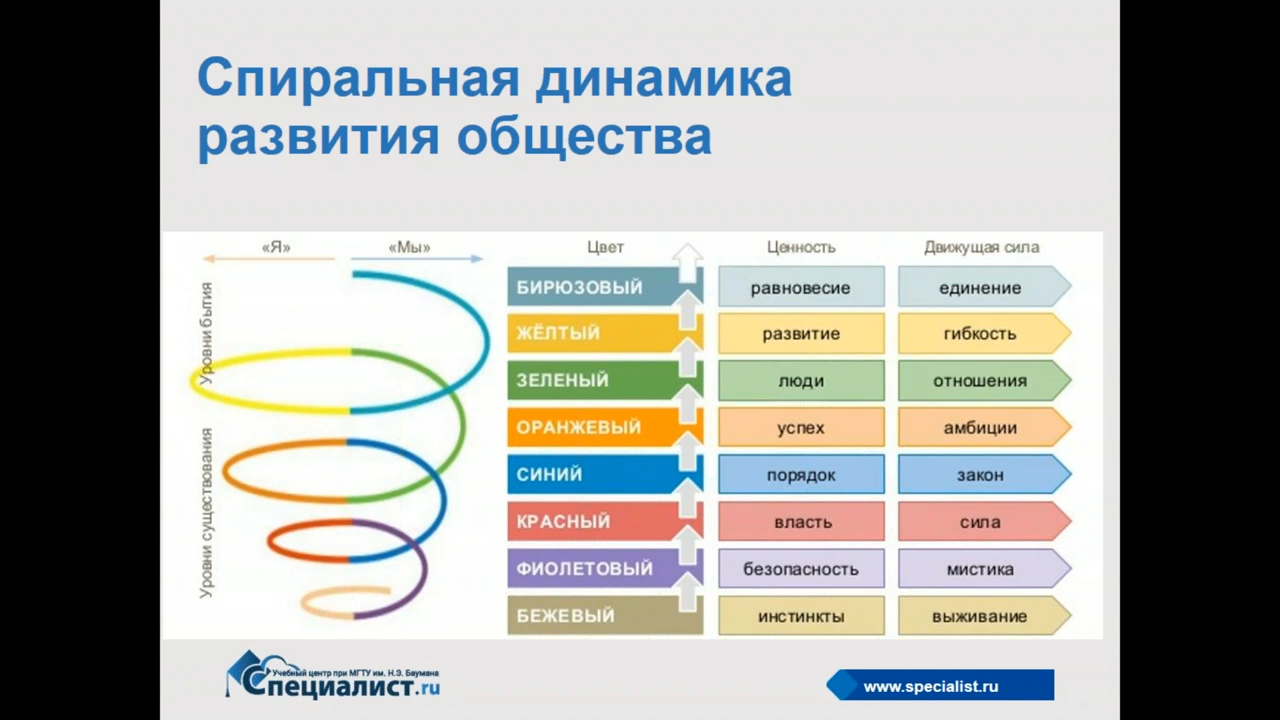 Спиральная динамика
развития общества
«Я» «Мы» Цвет Ценность Движущая сила
Уровни бытия
Уровни существования
БИРЮЗОВЫЙ равновесие единение
ЖЁЛТЫЙ развитие гибкость
ЗЕЛЕНЫЙ люди отношения
ОРАНЖЕВЫЙ успех амбиции
СИНИЙ порядок закон
КРАСНЫЙ власть сила
ФИОЛЕТОВЫЙ безопасность мистика
БЕЖЕВЫЙ инстинкты выживание
Учебный центр при МГТУ им. Н.Э. Баумана
Специалист.ru
www.specialist.ru